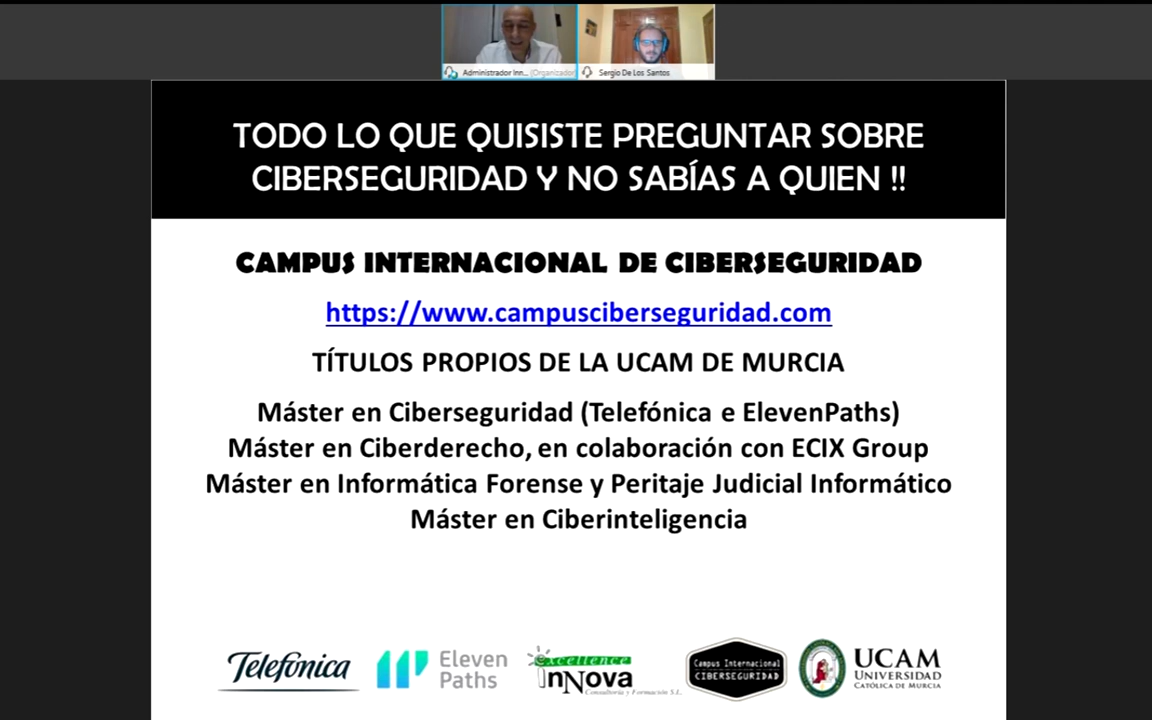 Administrador Inn... (Organizador
Sergio De Los Santos
TODO LO QUE QUISISTE PREGUNTAR SOBRE
CIBERSEGURIDAD Y NO SABÍAS A QUIEN !!
CAMPUS INTERNACIONAL DE CIBERSEGURIDAD
https://www.campusciberseguridad.com
TÍTULOS PROPIOS DE LA UCAM DE MURCIA
Máster en Ciberseguridad (Telefónica e ElevenPaths)
Máster en Ciberderecho, en colaboración con ECIX Group
Máster en Informática Forense y Peritaje Judicial Informático
Máster en Ciberinteligencia
Telefónica
Eleven
Paths
excellence
inNova
Consultoría y Formación S.L.
Campus Internacional
CIBERSEGURIDAD
UCAM
UNIVERSIDAD
CATÓLICA DE MURCIA